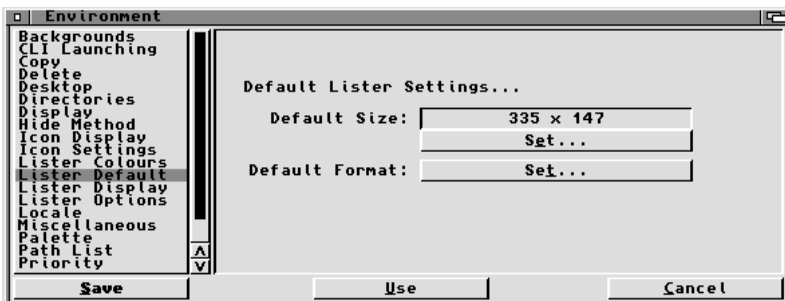 Environment
Backgrounds
CLI Launching
Copy
Delete
Desktop
Directories
Display
Hide Method
Icon Display
Icon Settings
Lister Colours
Lister Default
Lister Display
Lister Options
Locale
Miscellaneous
Palette
Path List
Priority
Default Lister Settings...
Default Size: 335 x 147
Set...
Default Format: Set...
Save Use Cancel